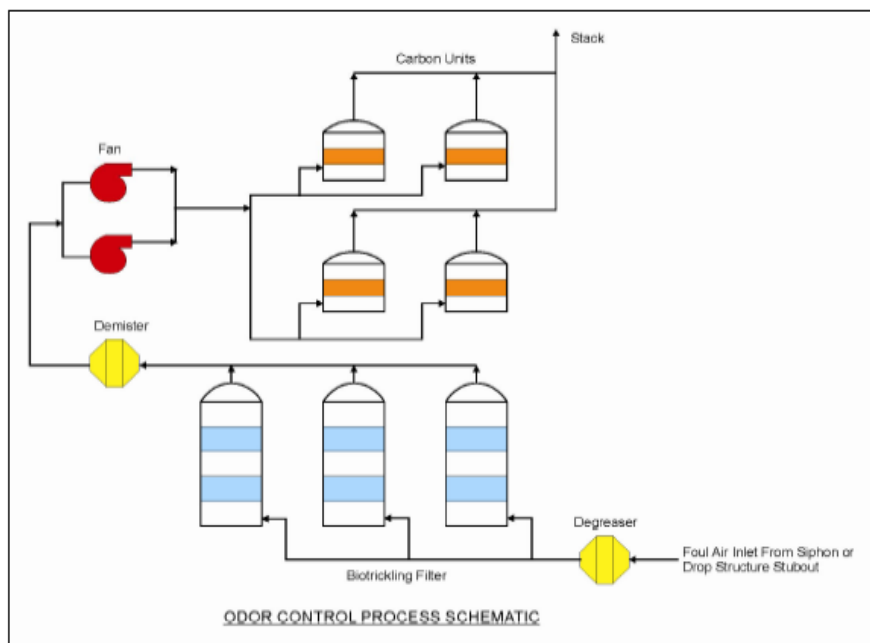 Stack
Carbon Units
Fan
Demister
Degreaser
Foul Air Inlet From Siphon or
Drop Structure Stubout
Biotrickling Filter
ODOR CONTROL PROCESS SCHEMATIC